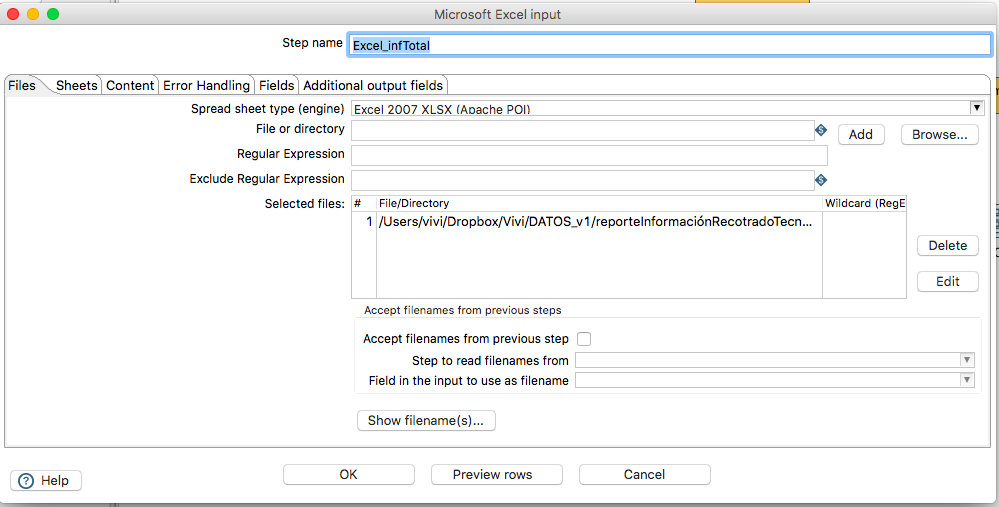 Microsoft Excel input
Step name Excel_infTotal
Files Sheets Content Error Handling Fields Additional output fields
Spread sheet type (engine) Excel 2007 XLSX (Apache POI)
File or directory Add Browse...
Regular Expression
Exclude Regular Expression
Selected files: # File/Directory Wildcard (RegE
1 /Users/vivi/Dropbox/Vivi/DATOS_v1/reporteInformaciónRecotradoTecn...
Delete
Edit
Accept filenames from previous steps
Accept filenames from previous step
Step to read filenames from
Field in the input to use as filename
Show filename(s)...
Help OK Preview rows Cancel